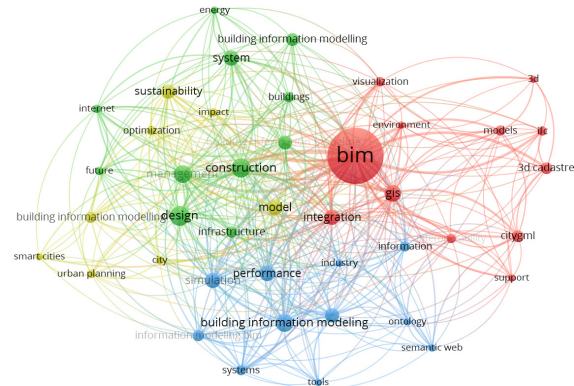 energy
building information modelling
system
visualization
3d
sustainability
buildings
internet
impact
environment
optimization
models
ifc
bim
future
management
construction
3d cadastre
gis
model
building information modelling
design
integration
infrastructure
citygml
information
smart cities
city
industry
urban planning
simulation
performance
support
building information modeling
ontology
information modeling bim
semantic web
systems
tools